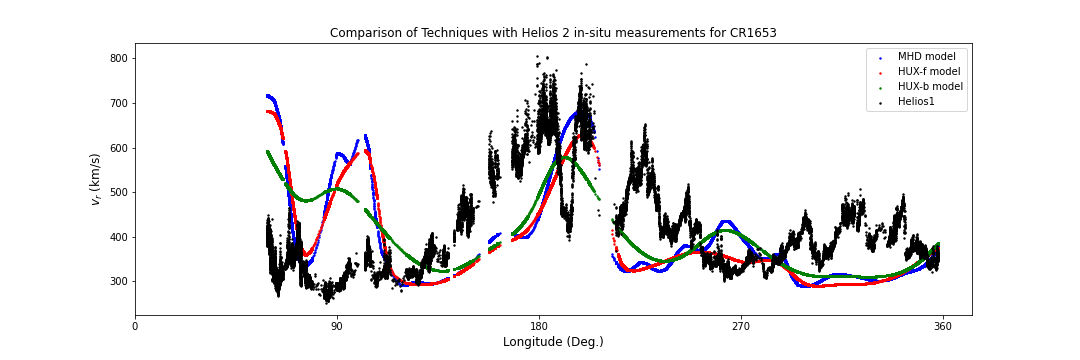 Comparison of Techniques with Helios 2 in-situ measurements for CR1653
800
700
600
500
400
300
v_r (km/s)
MHD model
HUX-f model
HUX-b model
Helios1
0
90
180
270
360
Longitude (Deg.)